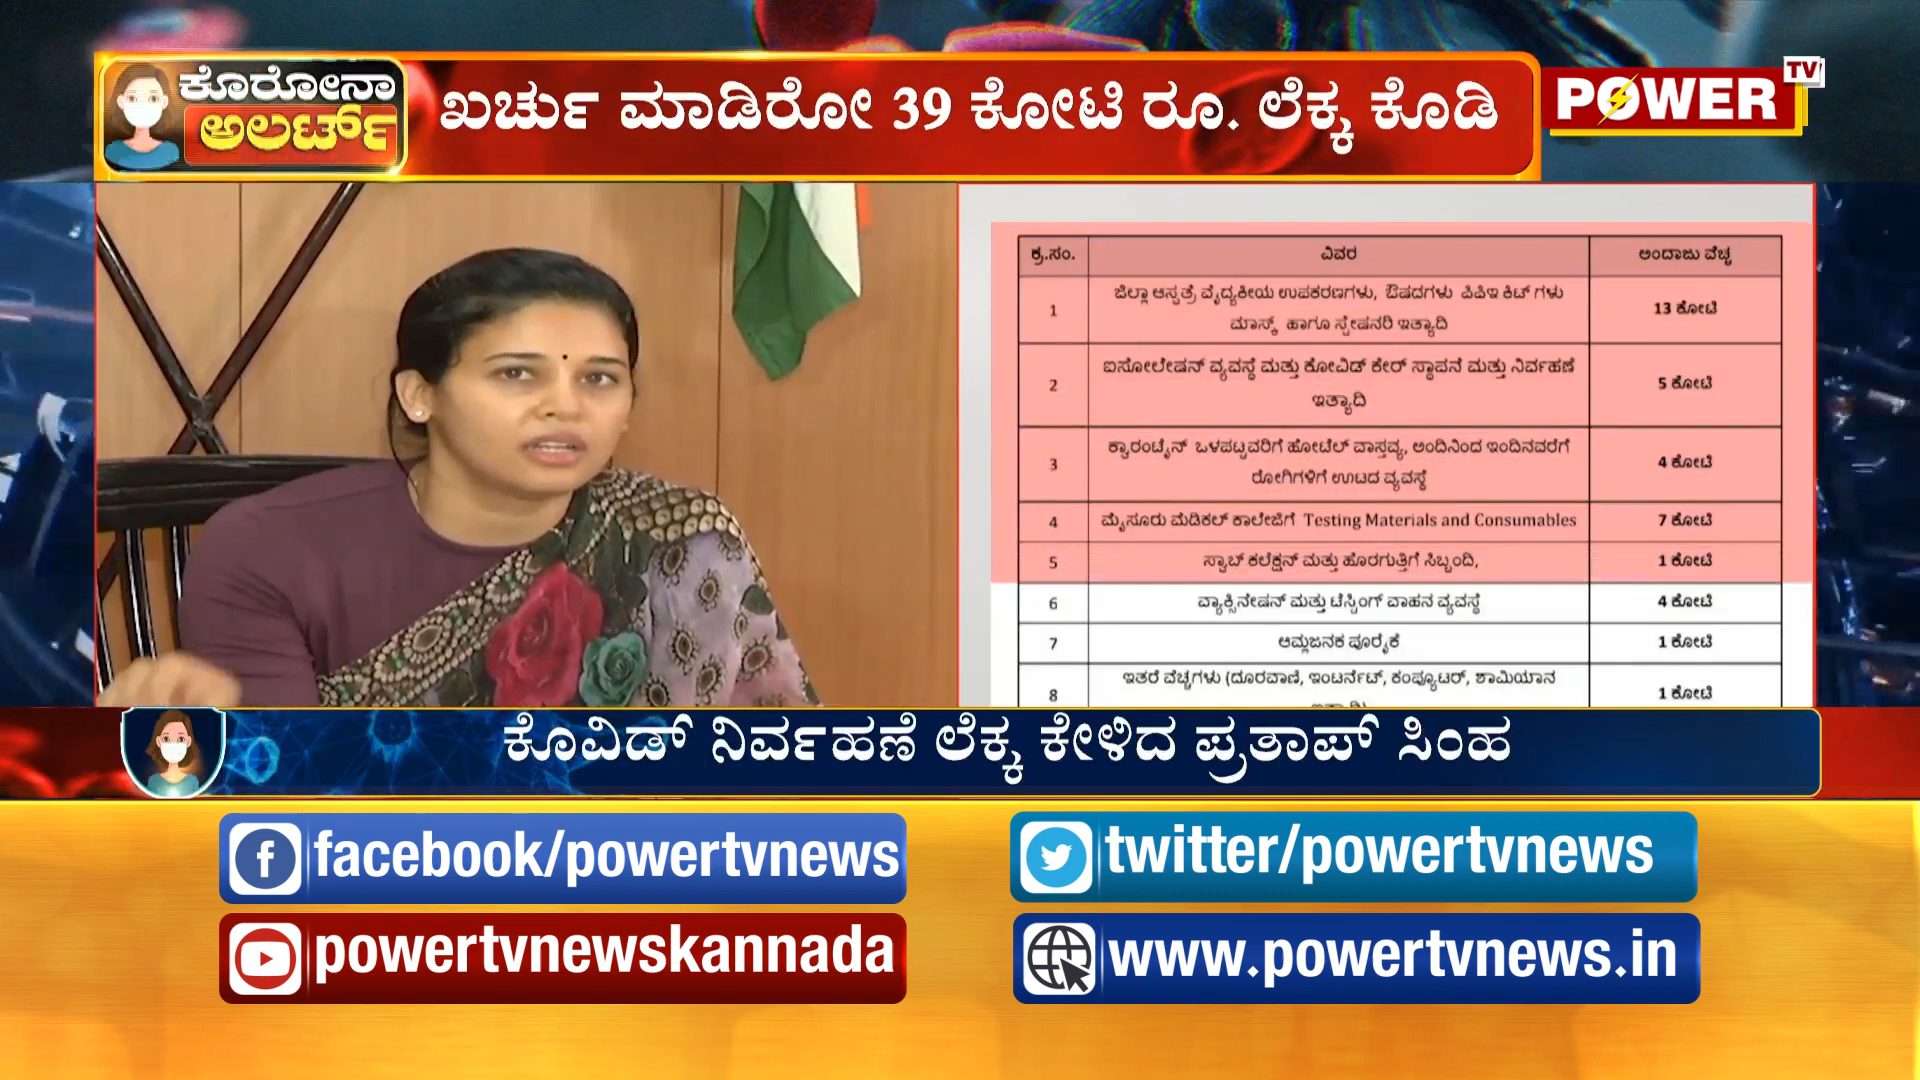 ಕೊರೋನಾ
ಅಲರ್ಟ್
ಖರ್ಚು ಮಾಡಿರೋ 39 ಕೋಟಿ ರೂ. ಲೆಕ್ಕ ಕೊಡಿ
POWER TV
ಕ್ರ.ಸಂ. ವಿವರ ಅಂದಾಜು ವೆಚ್ಚ
1 ಜಿಲ್ಲಾ ಆಸ್ಪತ್ರೆ ವೈದ್ಯಕೀಯ ಉಪಕರಣಗಳು, ಔಷದಗಳು ಪಿಪಿಇ ಕಿಟ್ ಗಳು
ಮಾಸ್ಕ್ ಹಾಗೂ ಸ್ಟೇಷನರಿ ಇತ್ಯಾದಿ 13 ಕೋಟಿ
2 ಐಸೋಲೇಷನ್ ವ್ಯವಸ್ಥೆ ಮತ್ತು ಕೋವಿಡ್ ಕೇರ್ ಸ್ಥಾಪನೆ ಮತ್ತು ನಿರ್ವಹಣೆ
ಇತ್ಯಾದಿ 5 ಕೋಟಿ
3 ಕ್ವಾರಂಟೈನ್ ಒಳಪಟ್ಟವರಿಗೆ ಹೋಟೆಲ್ ವಾಸ್ತವ್ಯ, ಅಂದಿನಿಂದ ಇಂದಿನವರೆಗೆ
ರೋಗಿಗಳಿಗೆ ಊಟದ ವ್ಯವಸ್ಥೆ 4 ಕೋಟಿ
4 ಮೈಸೂರು ಮೆಡಿಕಲ್ ಕಾಲೇಜಿಗೆ Testing Materials and Consumables 7 ಕೋಟಿ
5 ಸ್ವಾಬ್ ಕಲೆಕ್ಷನ್ ಮತ್ತು ಹೊರಗುತ್ತಿಗೆ ಸಿಬ್ಬಂದಿ, 1 ಕೋಟಿ
6 ವ್ಯಾಕ್ಸಿನೇಷನ್ ಮತ್ತು ಟೆಸ್ಟಿಂಗ್ ವಾಹನ ವ್ಯವಸ್ಥೆ 4 ಕೋಟಿ
7 ಆಮ್ಲಜನಕ ಪೂರೈಕೆ 1 ಕೋಟಿ
8 ಇತರೆ ವೆಚ್ಚಗಳು (ದೂರವಾಣಿ, ಇಂಟರ್ನೆಟ್, ಕಂಪ್ಯೂಟರ್, ಶಾಮಿಯಾನ 1 ಕೋಟಿ
ಕೊವಿಡ್ ನಿರ್ವಹಣೆ ಲೆಕ್ಕ ಕೇಳಿದ ಪ್ರತಾಪ್ ಸಿಂಹ
facebook/powertvnews
twitter/powertvnews
powertvnewskannada
www.powertvnews.in